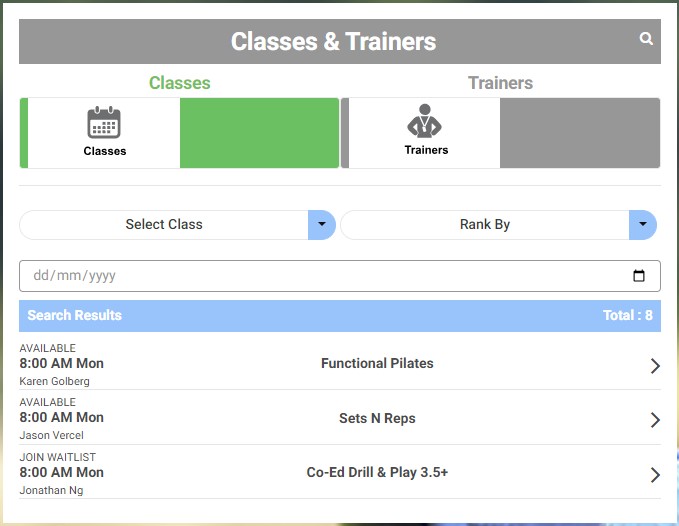 Classes & Trainers
Classes
Trainers
Classes
Trainers
Select Class
Rank By
dd/mm/yyyy
Search Results
Total : 8
AVAILABLE
8:00 AM Mon
Functional Pilates
Karen Golberg
AVAILABLE
8:00 AM Mon
Sets N Reps
Jason Vercel
JOIN WAITLIST
8:00 AM Mon
Co-Ed Drill & Play 3.5+
Jonathan Ng